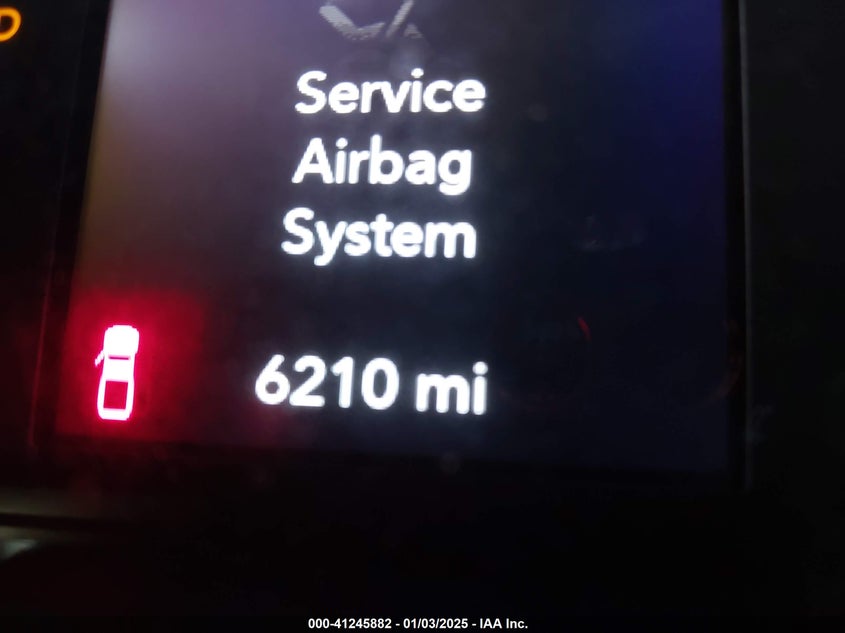 D
Service
Airbag
System
6210 mi
000-41245882 - 01/03/2025 - IAA Inc.